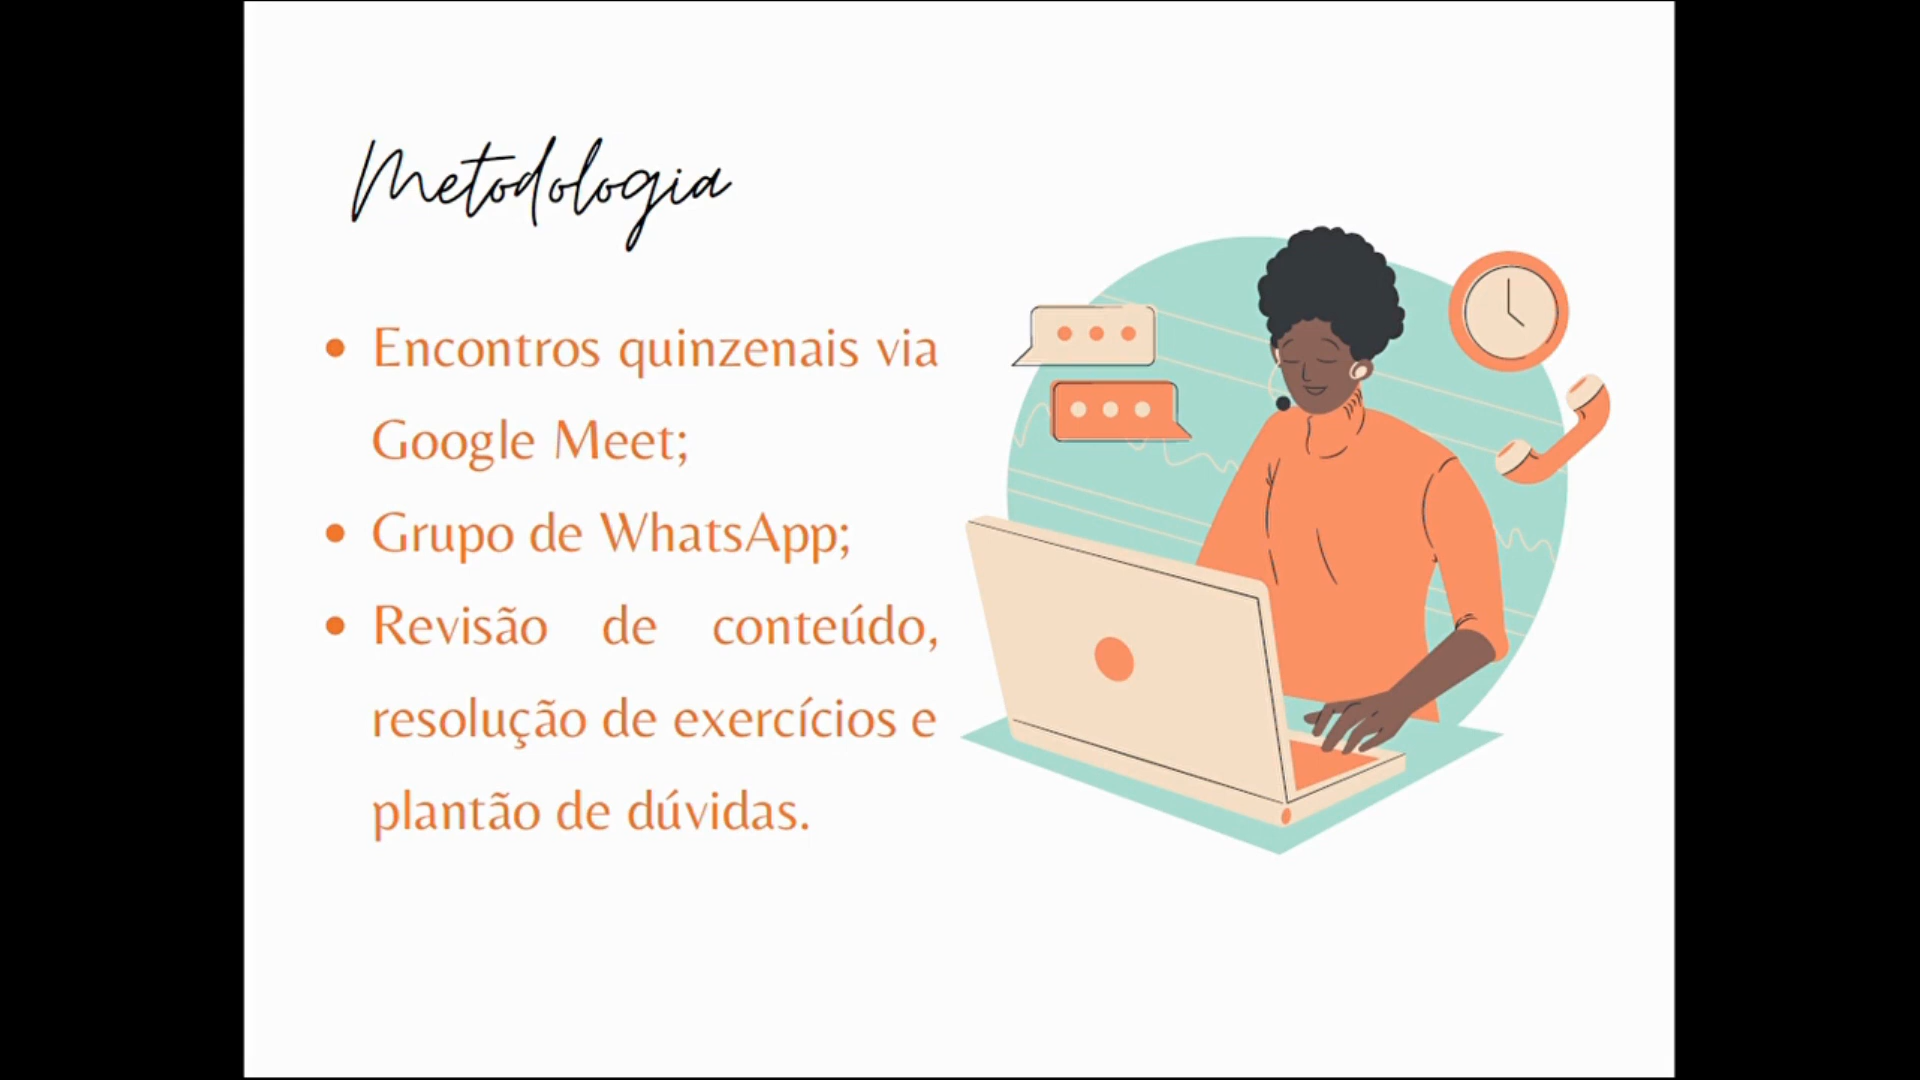 Metodologia
• Encontros quinzenais via
Google Meet;
• Grupo de WhatsApp;
• Revisão de conteúdo,
resolução de exercícios e
plantão de dúvidas.